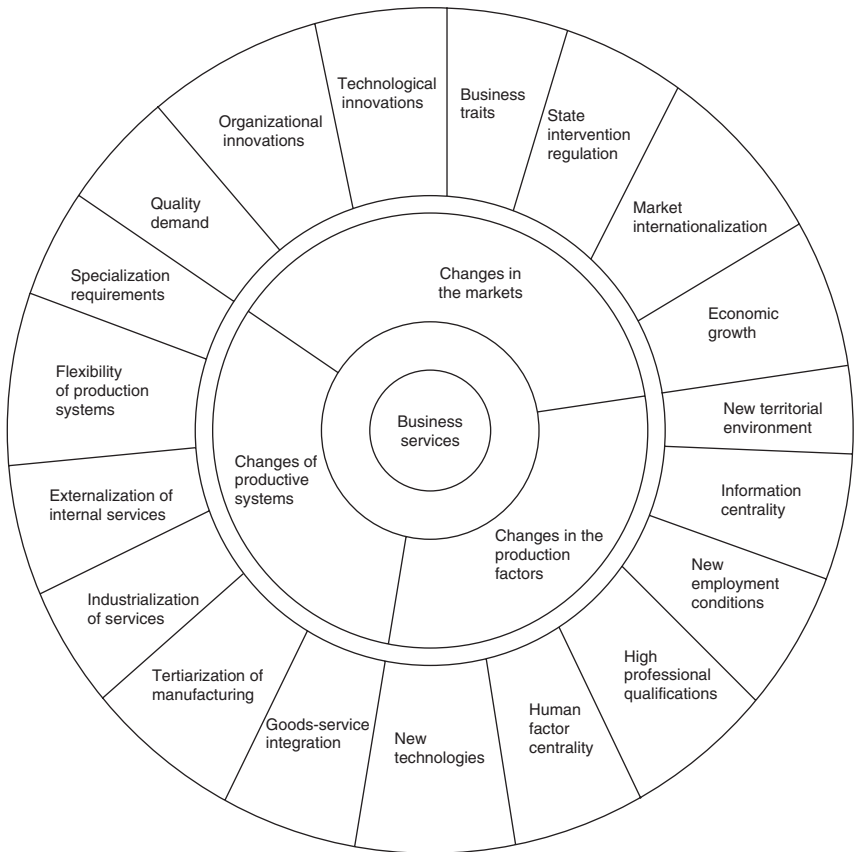 Technological
innovations
Business
traits
State
intervention
regulation
Market
internationalization
Economic
growth
New territorial
environment
Information
centrality
New
employment
conditions
High
professional
qualifications
Human
factor
centrality
New
technologies
Goods-service
integration
Tertiarization of
manufacturing
Industrialization
of services
Externalization of
internal services
Flexibility
of production
systems
Specialization
requirements
Quality
demand
Organizational
innovations
Changes in
the markets
Changes in the
production
factors
Changes of
productive
systems
Business
services